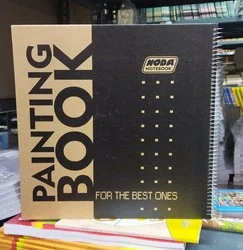 PAINTING
BOOK
NODA
NOTEBOOK
FOR THE BEST ONES